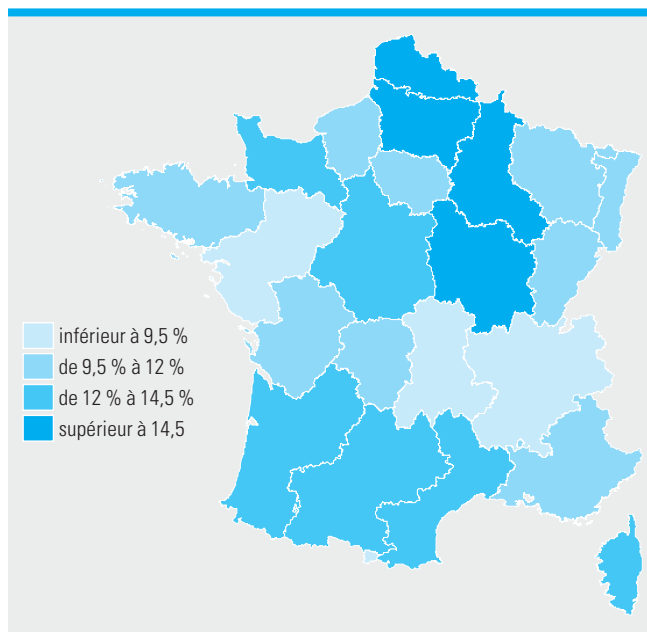 inférieur à 9,5 %
de 9,5 % à 12 %
de 12 % à 14,5 %
supérieur à 14,5